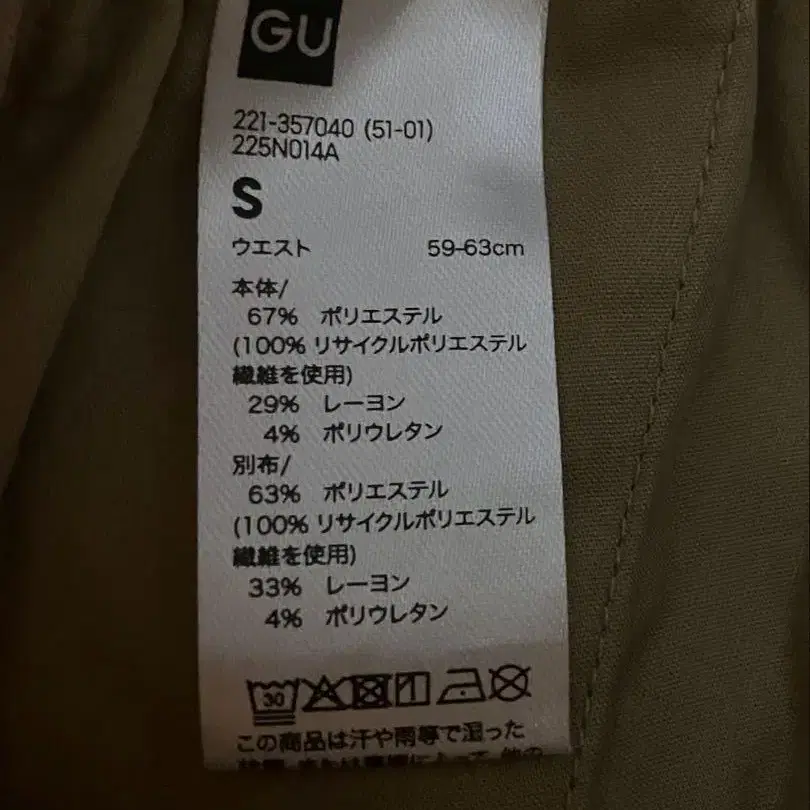 GU
221-357040 (51-01)
225N014A
S
ウエスト 59-63cm
本体/
67% ポリエステル
(100% リサイクルポリエステル
繊維を使用)
29% レーヨン
4% ポリウレタン
別布/
63% ポリエステル
(100% リサイクルポリエステル
繊維を使用)
33% レーヨン
4% ポリウレタン
30
この商品は汗や雨等で湿った